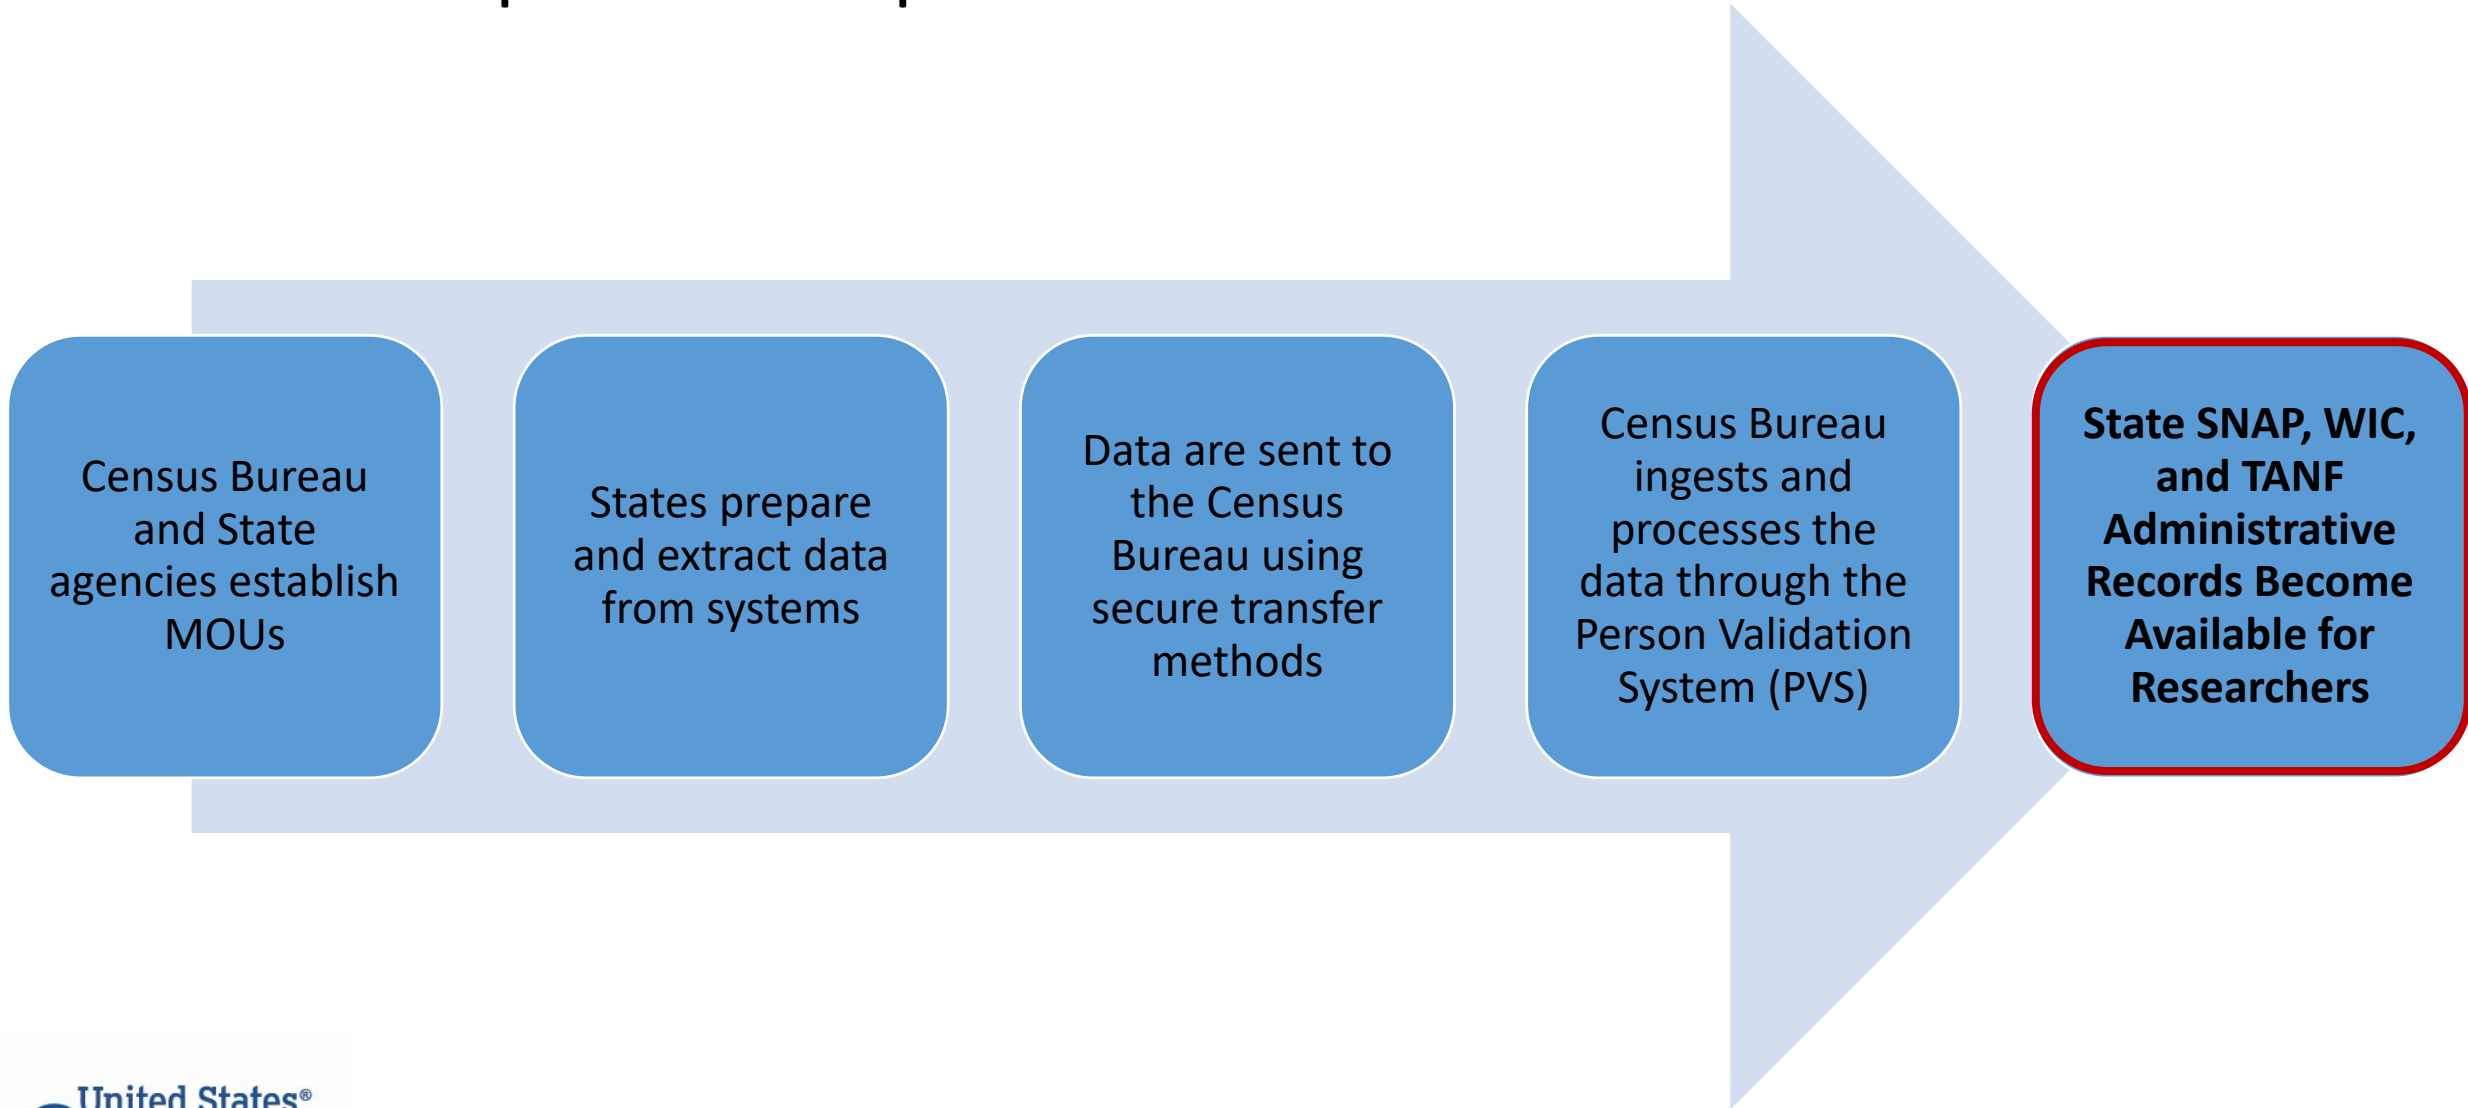 Census Bureau
and State
agencies establish
MOUs
States prepare
and extract data
from systems
Data are sent to
the Census
Bureau using
secure transfer
methods
Census Bureau
ingests and
processes the
data through the
Person Validation
System (PVS)
State SNAP, WIC,
and TANF
Administrative
Records Become
Available for
Researchers
United States®